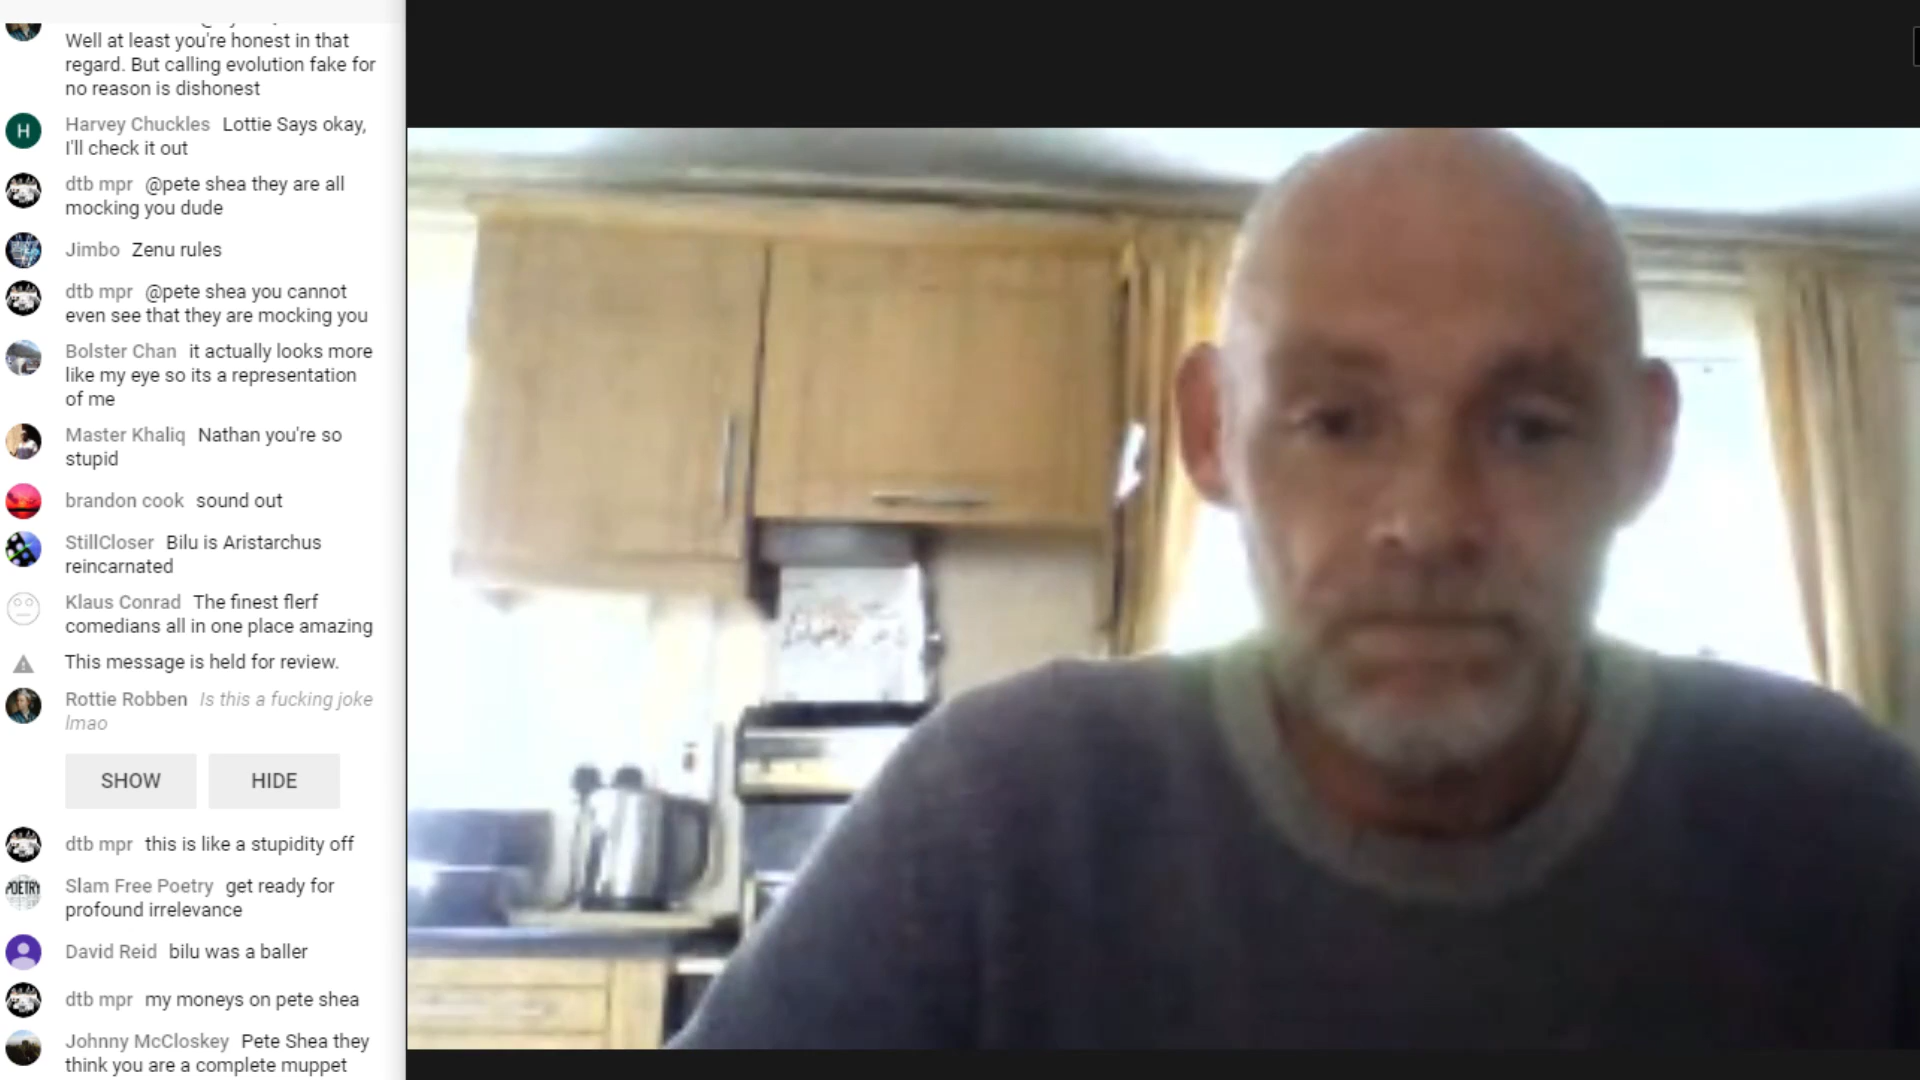 Well at least you're honest in that
regard. But calling evolution fake for
no reason is dishonest
H
Harvey Chuckles Lottie Says okay,
I'll check it out
dtb mpr @pete shea they are all
mocking you dude
Jimbo Zenu rules
dtb mpr @pete shea you cannot
even see that they are mocking you
Bolster Chan it actually looks more
like my eye so its a representation
of me
Master Khaliq Nathan you're so
stupid
brandon cook sound out
StillCloser Bilu is Aristarchus
reincarnated
Klaus Conrad The finest flerf
comedians all in one place amazing
This message is held for review.
Rottie Robben Is this a fucking joke
lmao
SHOW HIDE
dtb mpr this is like a stupidity off
POETRY
Slam Free Poetry get ready for
profound irrelevance
David Reid bilu was a baller
dtb mpr my moneys on pete shea
Johnny McCloskey Pete Shea they
think you are a complete muppet